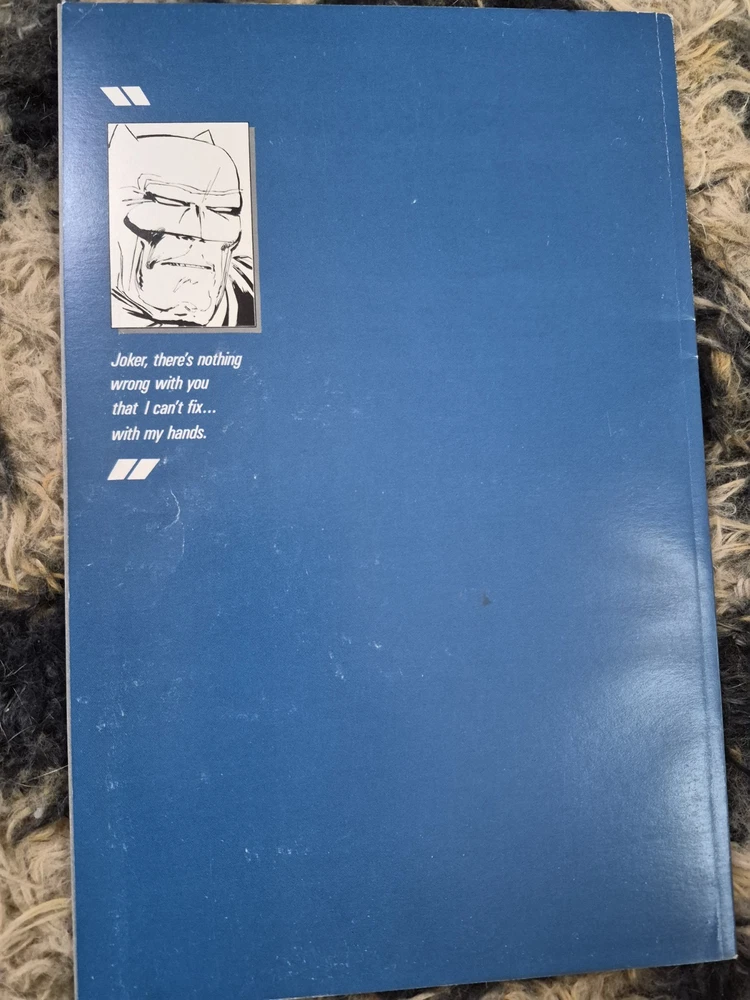 Joker, there's nothing
wrong with you
that I can't fix...
with my hands.